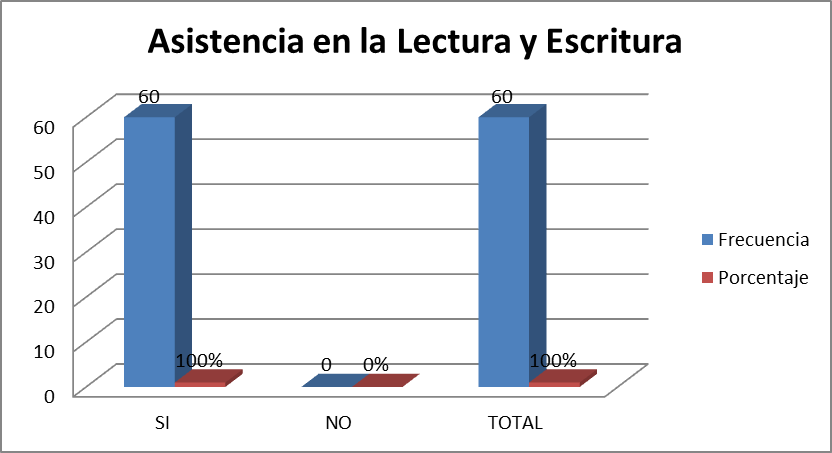 Asistencia en la Lectura y Escritura
60
50
40
30
20
10
0
60
100%
0
0%
60
100%
SI
NO
TOTAL
Frecuencia
Porcentaje